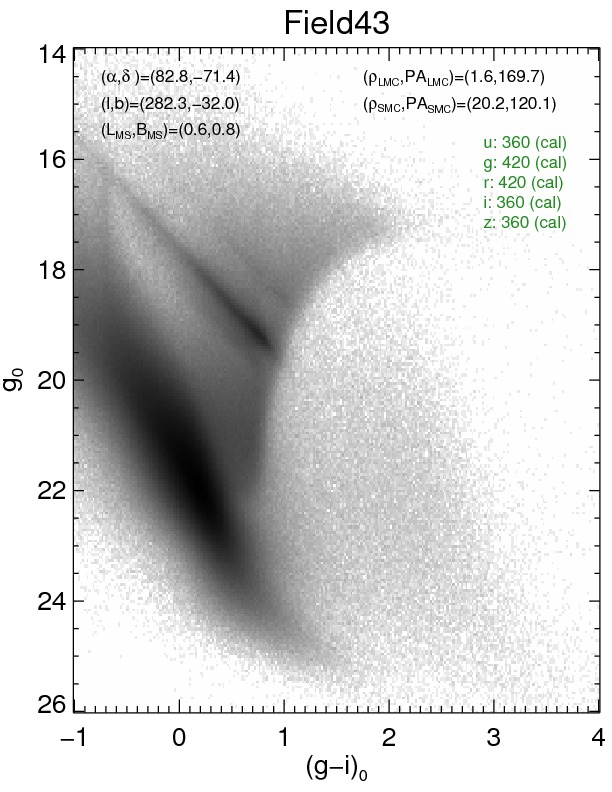 Field43
(α,δ)=(82.8,−71.4)
(l,b)=(282.3,−32.0)
(LMS,BMS)=(0.6,0.8)
(ρLMC,PALMC)=(1.6,169.7)
(ρSMC,PASMC)=(20.2,120.1)
u: 360 (cal)
g: 420 (cal)
r: 420 (cal)
i: 360 (cal)
z: 360 (cal)
14
16
18
20
22
24
26
g0
−1 0 1 2 3 4
(g−i)0